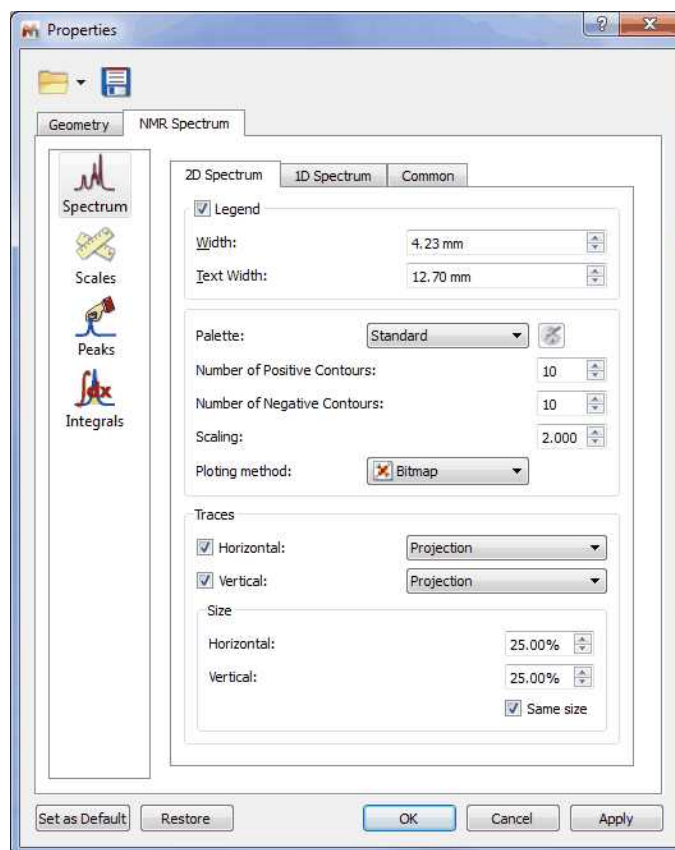 Properties
Geometry NMR Spectrum
Spectrum
Scales
Peaks
Integrals
2D Spectrum 1D Spectrum Common
Legend
Width: 4.23 mm
Text Width: 12.70 mm
Palette: Standard
Number of Positive Contours: 10
Number of Negative Contours: 10
Scaling: 2.000
Ploting method: Bitmap
Traces
Horizontal: Projection
Vertical: Projection
Size
Horizontal: 25.00%
Vertical: 25.00%
Same size
Set as Default Restore OK Cancel Apply